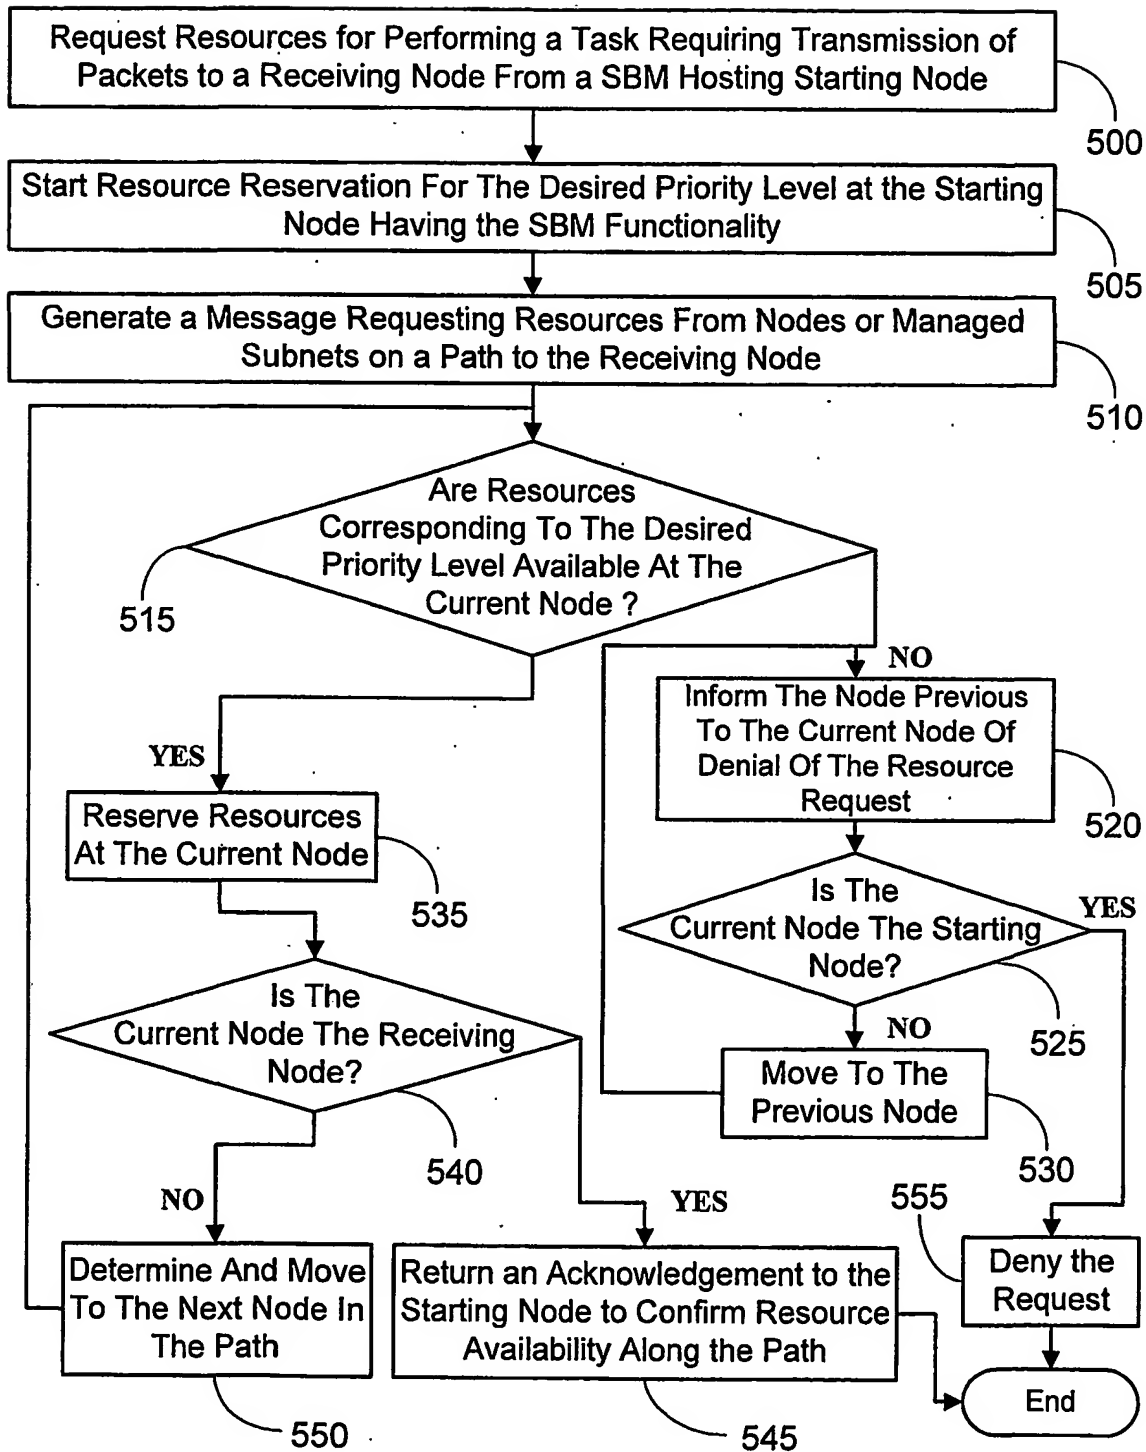 Request Resources for Performing a Task Requiring Transmission of
Packets to a Receiving Node From a SBM Hosting Starting Node
500
Start Resource Reservation For The Desired Priority Level at the Starting
Node Having the SBM Functionality
505
Generate a Message Requesting Resources From Nodes or Managed
Subnets on a Path to the Receiving Node
510
Are Resources
Corresponding To The Desired
Priority Level Available At The
Current Node ?
515
NO
Inform The Node Previous
To The Current Node Of
Denial Of The Resource
Request
520
YES
Reserve Resources
At The Current Node
535
Is The
Current Node The Starting
Node?
YES
525
NO
Move To The
Previous Node
530
Is The
Current Node The Receiving
Node?
540
NO
YES
555
Determine And Move
To The Next Node In
The Path
550
Return an Acknowledgement to the
Starting Node to Confirm Resource
Availability Along the Path
545
Deny the
Request
End